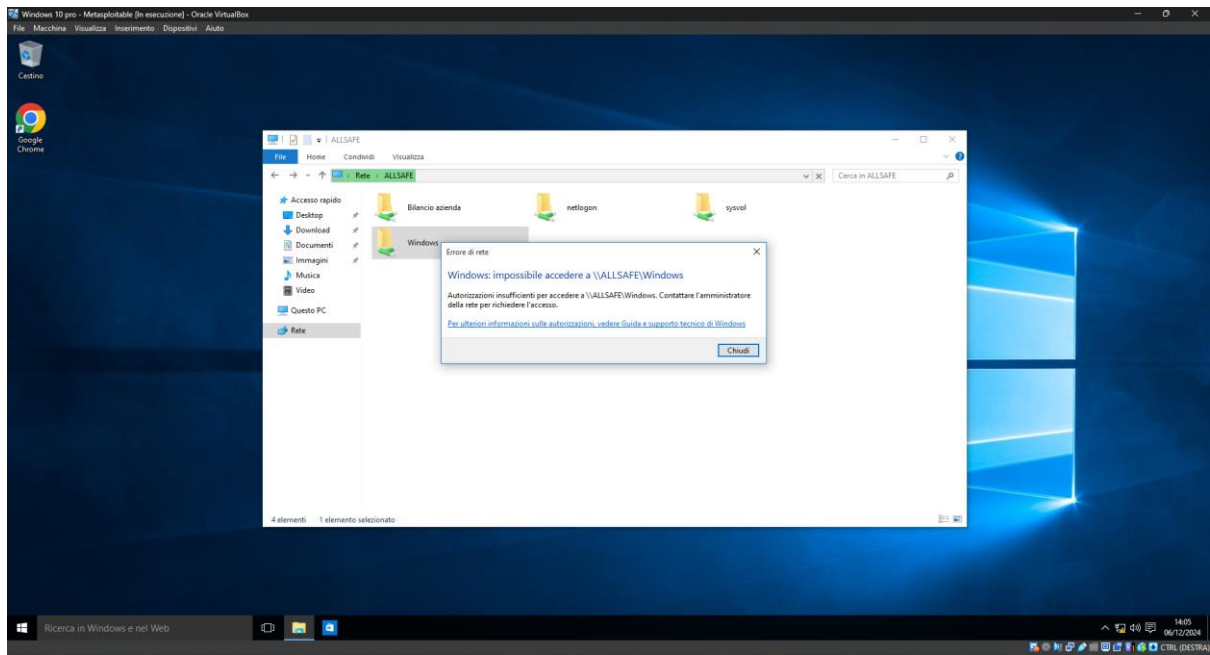 Windows 10 pro - Metasploitable [In esecuzione] - Oracle VirtualBox
File Macchina Visualizza Inserimento Dispositivi Aiuto
Cestino
Google
Chrome
ALLSAFE
File Home Condividi Visualizza
Rete ALLSAFE
Cerca in ALLSAFE
Accesso rapido
Desktop
Download
Documenti
Immagini
Musica
Video
Questo PC
Rete
Bilancio azienda
netlogon
sysvol
Windows
Errore di rete
Windows: impossibile accedere a \\ALLSAFE\Windows
Autorizzazioni insufficienti per accedere a \\ALLSAFE\Windows. Contattare l'amministratore
della rete per richiedere l'accesso.
Per ulteriori informazioni sulle autorizzazioni, vedere Guida e supporto tecnico di Windows
Chiudi
4 elementi 1 elemento selezionato
Ricerca in Windows e nel Web
14:05
06/12/2024
CTRL (DESTRA)